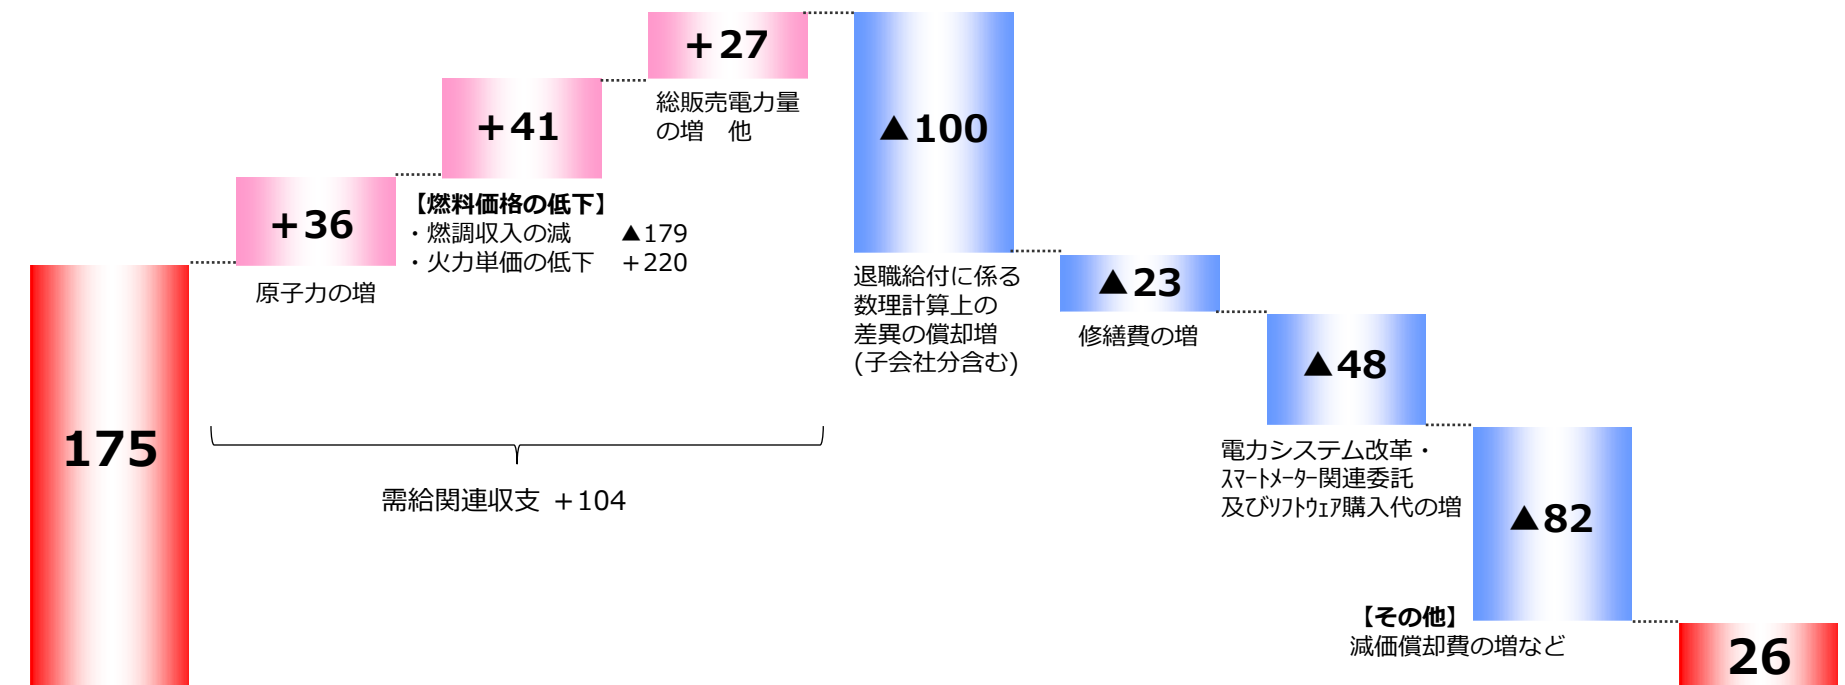 175
＋36
原子力の増
＋41
【燃料価格の低下】
・燃調収入の減　　▲179
・火力単価の低下　＋220
＋27
総販売電力量
の増　他
需給関連収支 ＋104
▲100
退職給付に係る
数理計算上の
差異の償却増
(子会社分含む)
▲23
修繕費の増
▲48
電力システム改革・
ｽﾏｰﾄﾒｰﾀｰ関連委託
及びｿﾌﾄｳｪｱ購入代の増
▲82
【その他】
減価償却費の増など
26